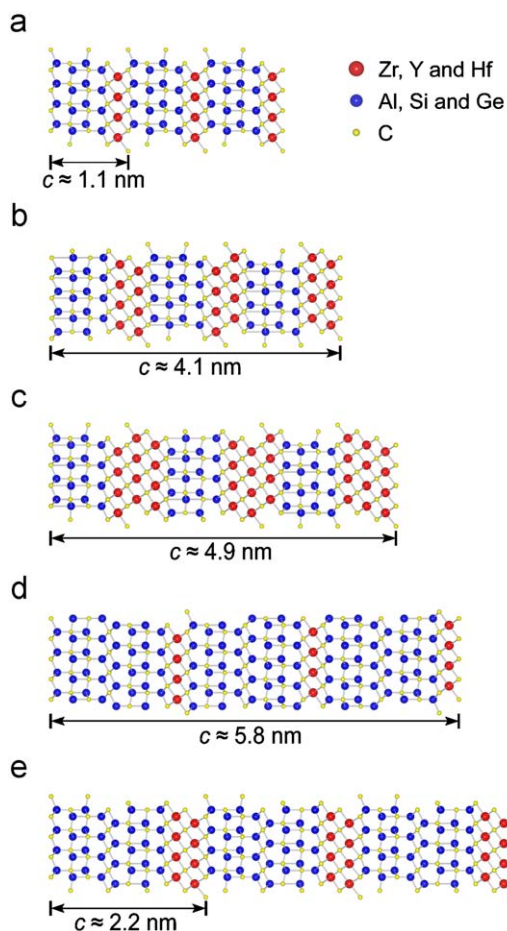 a
Zr, Y and Hf
Al, Si and Ge
C
c ≈ 1.1 nm
b
c ≈ 4.1 nm
c
c ≈ 4.9 nm
d
c ≈ 5.8 nm
e
c ≈ 2.2 nm